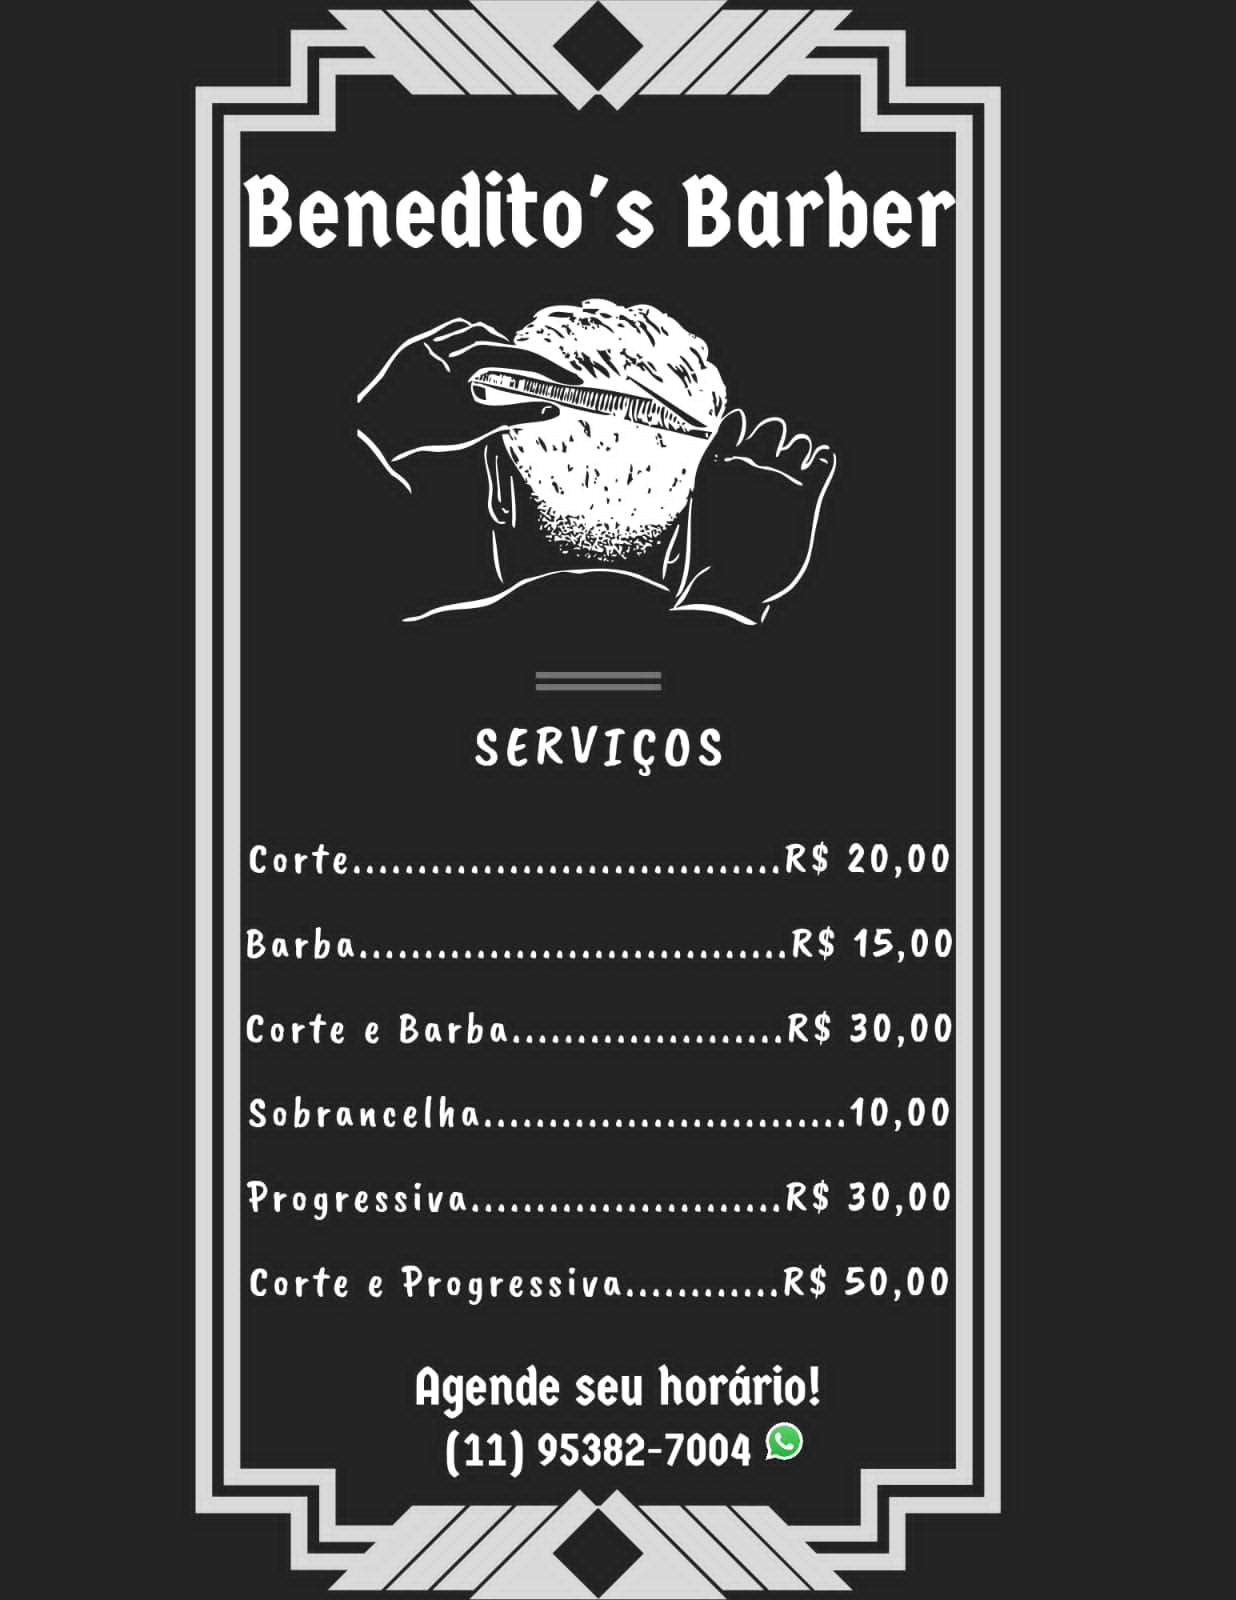 Benedito's Barber
SERVIÇOS
Corte................................R$ 20,00
Barba................................R$ 15,00
Corte e Barba.....................R$ 30,00
Sobrancelha............................10,00
Progressiva........................R$ 30,00
Corte e Progressiva............R$ 50,00
Agende seu horário!
(11) 95382-7004